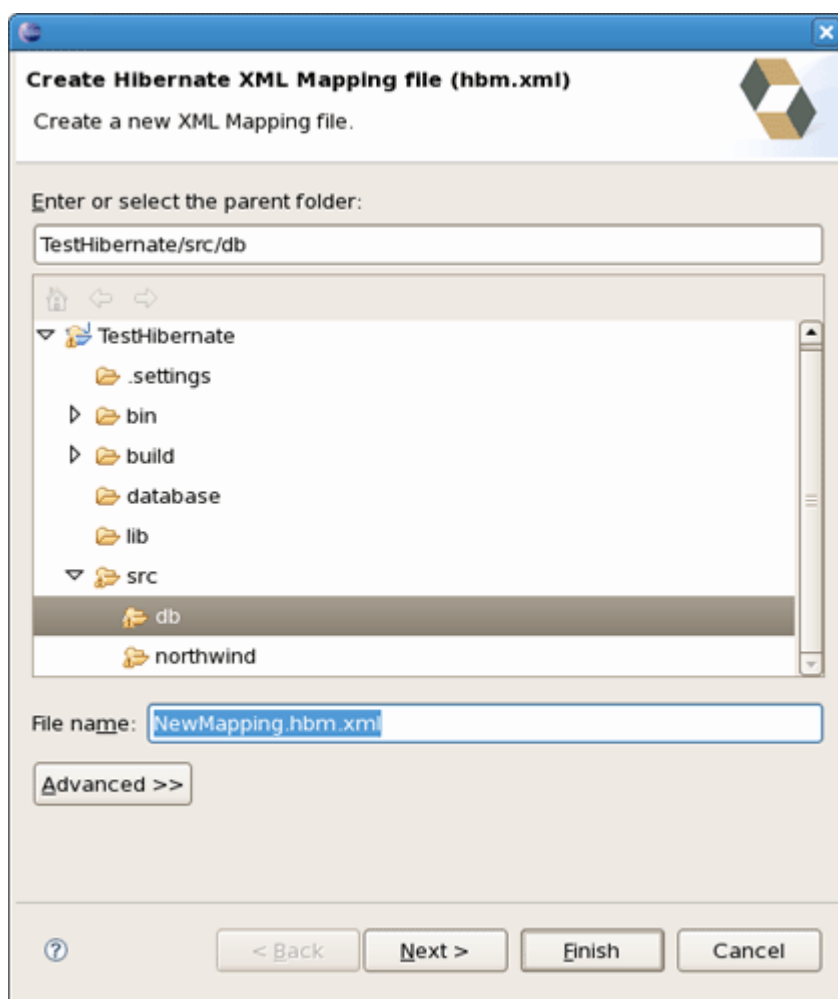 Create Hibernate XML Mapping file (hbm.xml)
Create a new XML Mapping file.
Enter or select the parent folder:
TestHibernate/src/db
TestHibernate
.settings
bin
build
database
lib
src
db
northwind
File name: NewMapping.hbm.xml
Advanced >>
? < Back Next > Finish Cancel